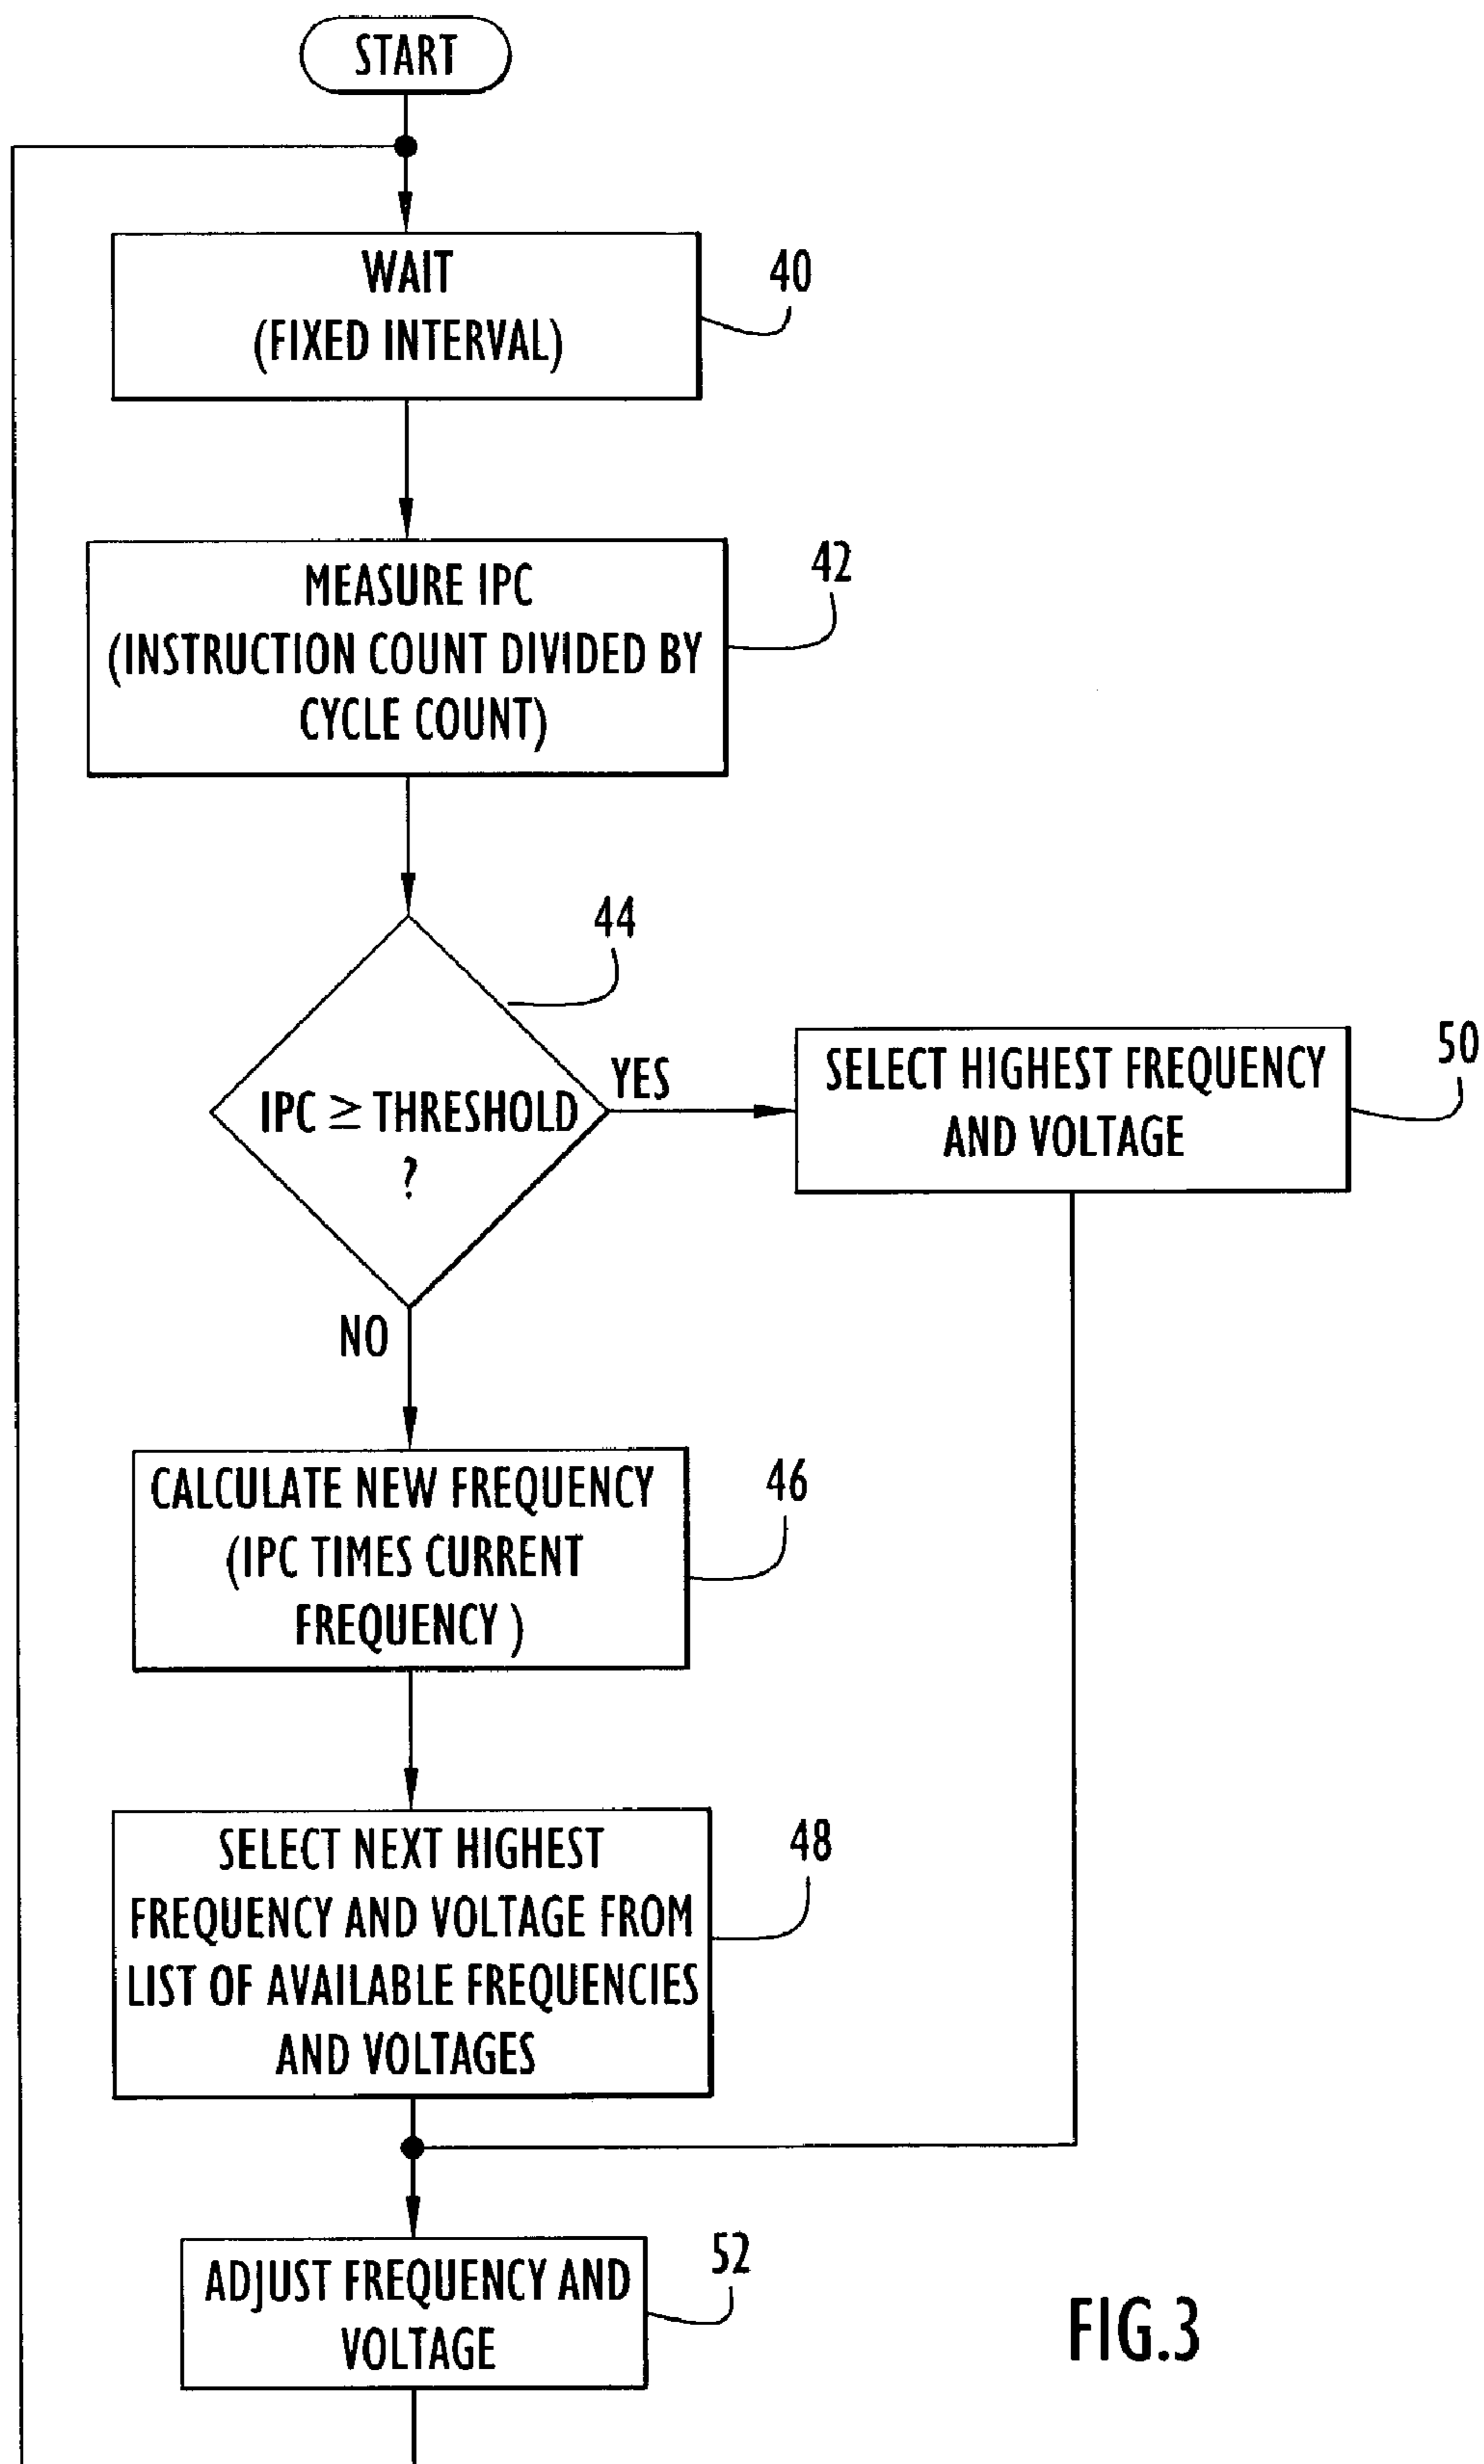 START
WAIT
(FIXED INTERVAL)
40
MEASURE IPC
(INSTRUCTION COUNT DIVIDED BY
CYCLE COUNT)
42
44
IPC ≥ THRESHOLD
?
YES
SELECT HIGHEST FREQUENCY
AND VOLTAGE
50
NO
CALCULATE NEW FREQUENCY
(IPC TIMES CURRENT
FREQUENCY )
46
SELECT NEXT HIGHEST
FREQUENCY AND VOLTAGE FROM
LIST OF AVAILABLE FREQUENCIES
AND VOLTAGES
48
ADJUST FREQUENCY AND
VOLTAGE
52
FIG.3